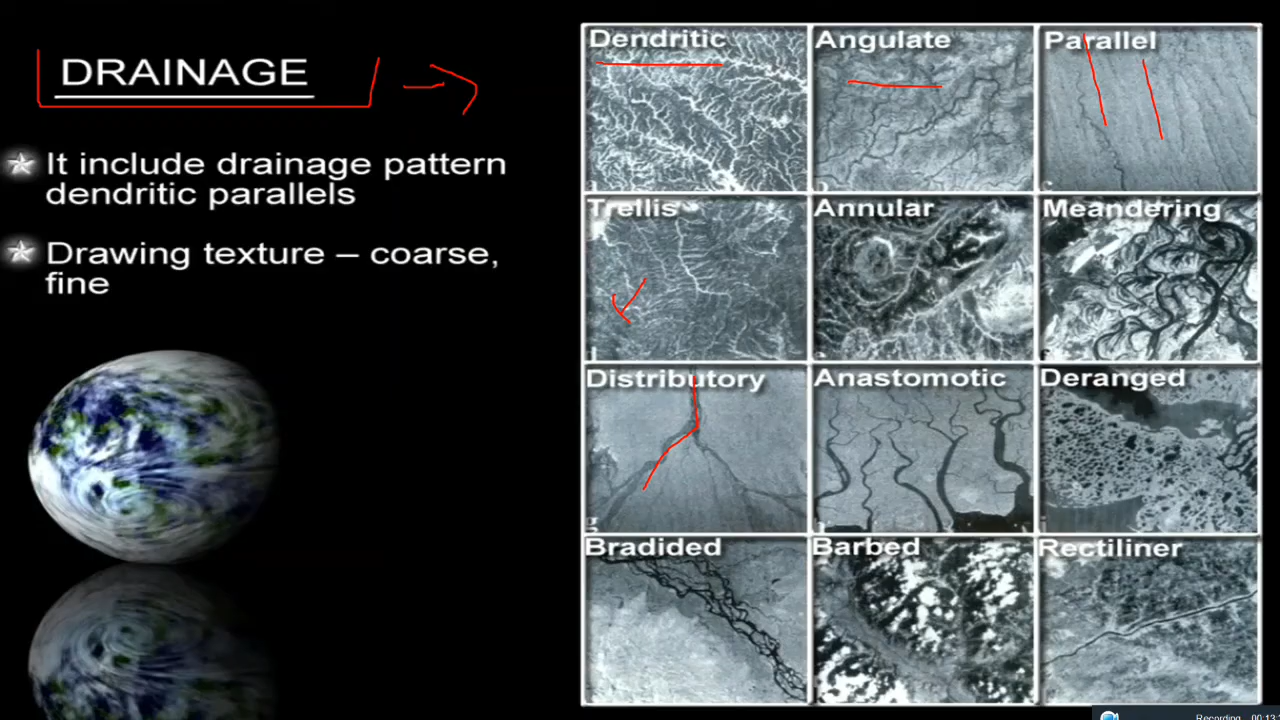 DRAINAGE
It include drainage pattern
dendritic parallels
Drawing texture – coarse,
fine
Dendritic
Angulate
Parallel
Trellis
Annular
Meandering
Distributory
Anastomotic
Deranged
Bradided
Barbed
Rectiliner